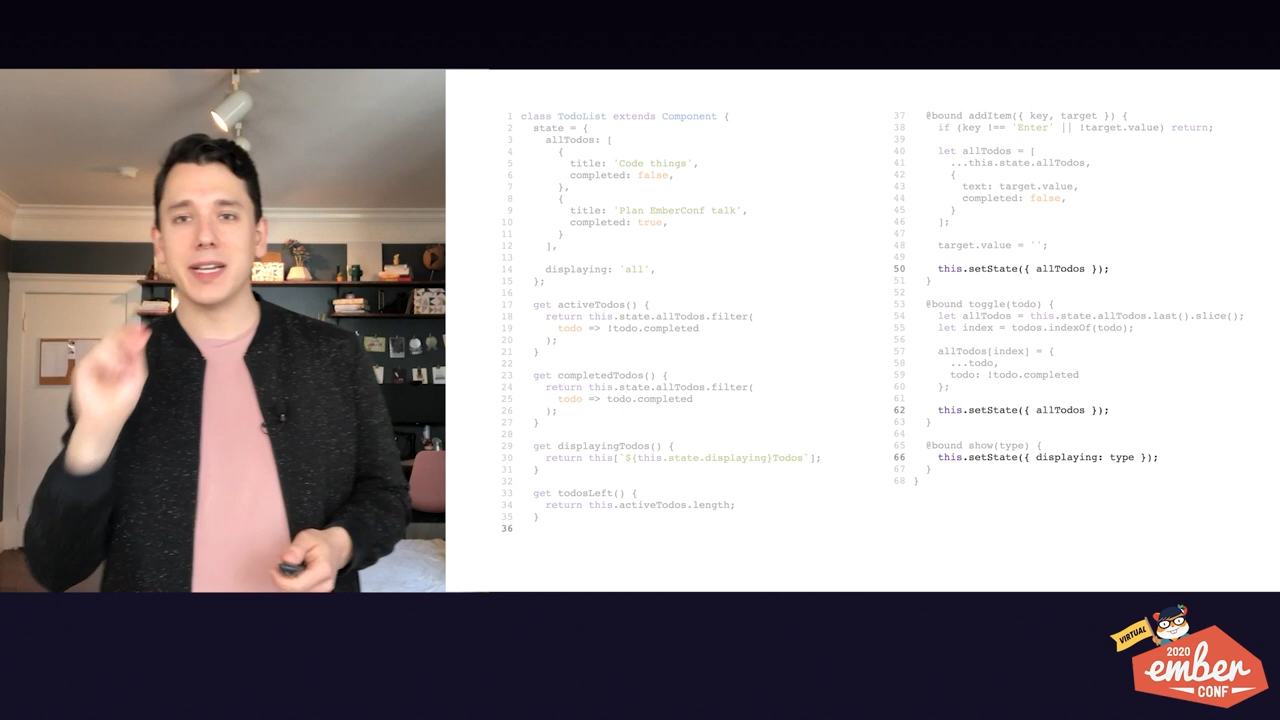 1 class TodoList extends Component {
2 state = {
3 allTodos: [
4 {
5 title: 'Code things',
6 completed: false,
7 },
8 {
9 title: 'Plan EmberConf talk',
10 completed: true,
11 }
12 ],
13
14 displaying: 'all',
15 };
16
17 get activeTodos() {
18 return this.state.allTodos.filter(
19 todo => !todo.completed
20 );
21 }
22
23 get completedTodos() {
24 return this.state.allTodos.filter(
25 todo => todo.completed
26 );
27 }
28
29 get displayingTodos() {
30 return this[`${this.state.displaying}Todos`];
31 }
32
33 get todosLeft() {
34 return this.activeTodos.length;
35 }
36
37 @bound addItem({ key, target }) {
38 if (key !== 'Enter' || !target.value) return;
39
40 let allTodos = [
41 ...this.state.allTodos,
42 {
43 text: target.value,
44 completed: false,
45 }
46 ];
47
48 target.value = '';
49
50 this.setState({ allTodos });
51 }
52
53 @bound toggle(todo) {
54 let allTodos = this.state.allTodos.last().slice();
55 let index = todos.indexOf(todo);
56
57 allTodos[index] = {
58 ...todo,
59 todo: !todo.completed
60 };
61
62 this.setState({ allTodos });
63 }
64
65 @bound show(type) {
66 this.setState({ displaying: type });
67 }
68 }
VIRTUAL
2020
ember
CONF